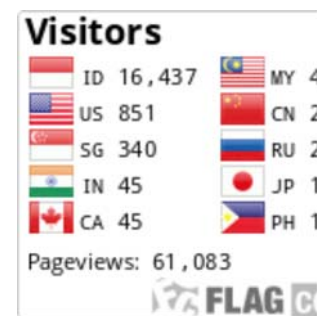 Visitors
ID 16,437 MY 4
US 851 CN 2
SG 340 RU 2
IN 45 JP 1
CA 45 PH 1
Pageviews: 61,083
FLAG CO